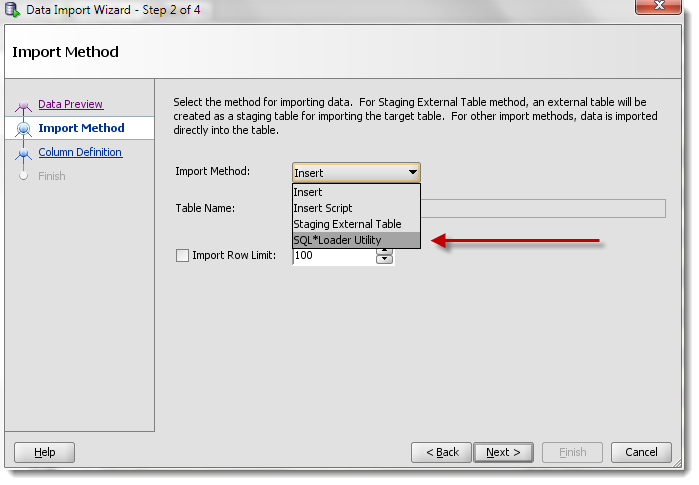 Data Import Wizard - Step 2 of 4
Import Method
Data Preview
Import Method
Column Definition
Finish
Select the method for importing data.  For Staging External Table method, an external table will be
created as a staging table for importing the target table.  For other import methods, data is imported
directly into the table.
Import Method:
Insert
Insert
Insert Script
Staging External Table
SQL*Loader Utility
Table Name:
Import Row Limit:
100
Help
< Back
Next >
Finish
Cancel